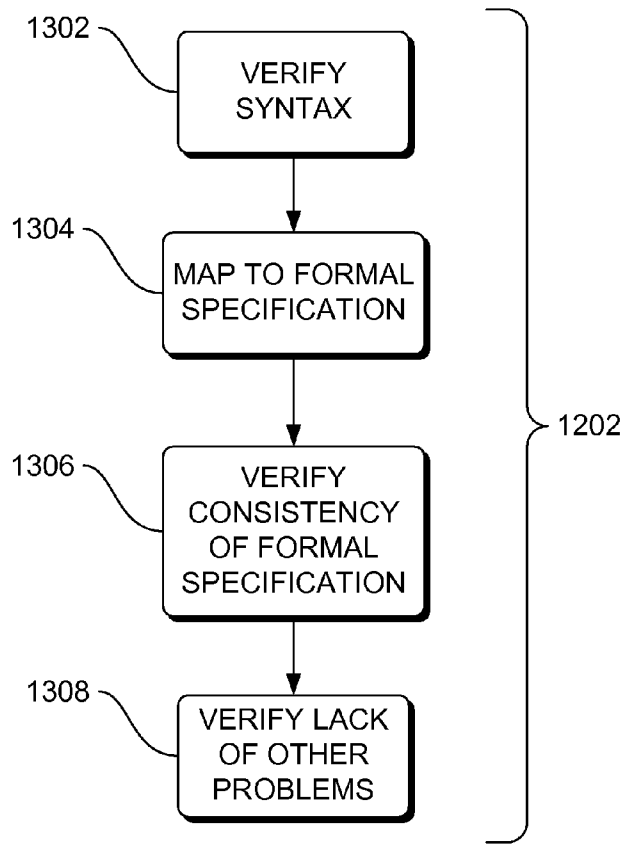 1302
VERIFY
SYNTAX
1304
MAP TO FORMAL
SPECIFICATION
1202
1306
VERIFY
CONSISTENCY
OF FORMAL
SPECIFICATION
1308
VERIFY LACK
OF OTHER
PROBLEMS